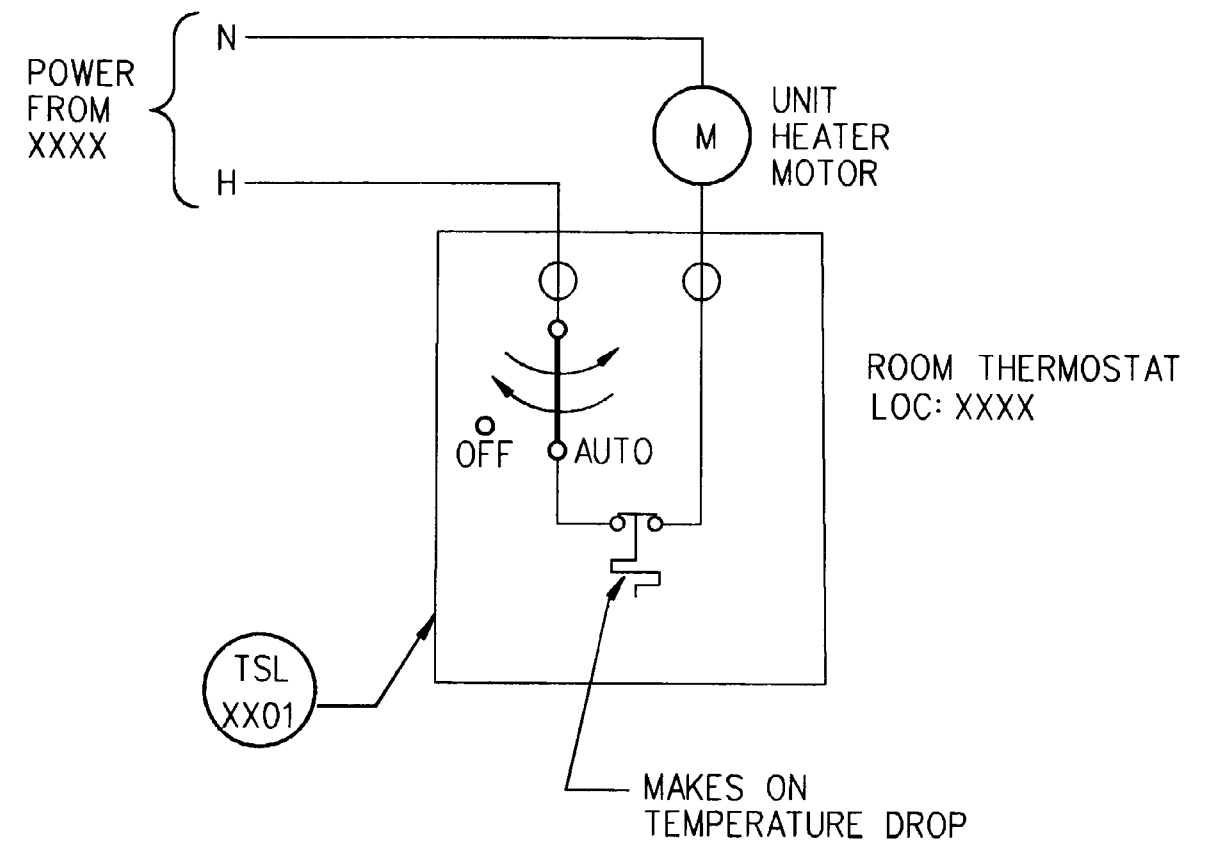 N
POWER
FROM
XXXX
H
M
UNIT
HEATER
MOTOR
ROOM THERMOSTAT
LOC: XXXX
OFF
AUTO
TSL
XX01
MAKES ON
TEMPERATURE DROP